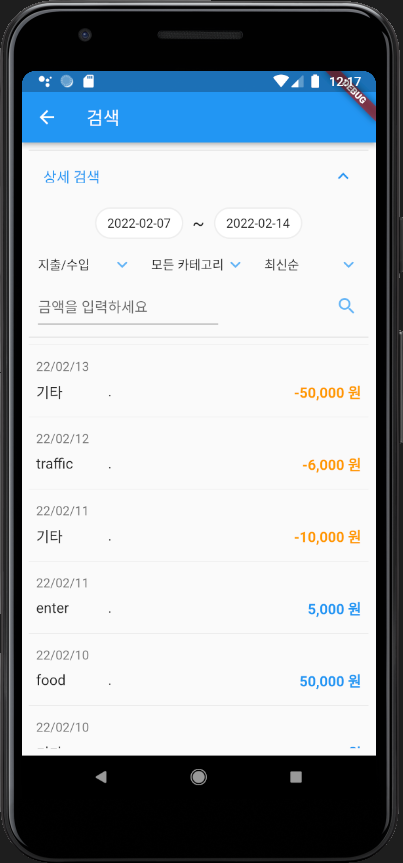 12:17
DEBUG
검색
상세 검색
2022-02-07 ~ 2022-02-14
지출/수입 모든 카테고리 최신순
금액을 입력하세요
22/02/13
기타 . -50,000 원
22/02/12
traffic . -6,000 원
22/02/11
기타 . -10,000 원
22/02/11
enter . 5,000 원
22/02/10
food . 50,000 원
22/02/10